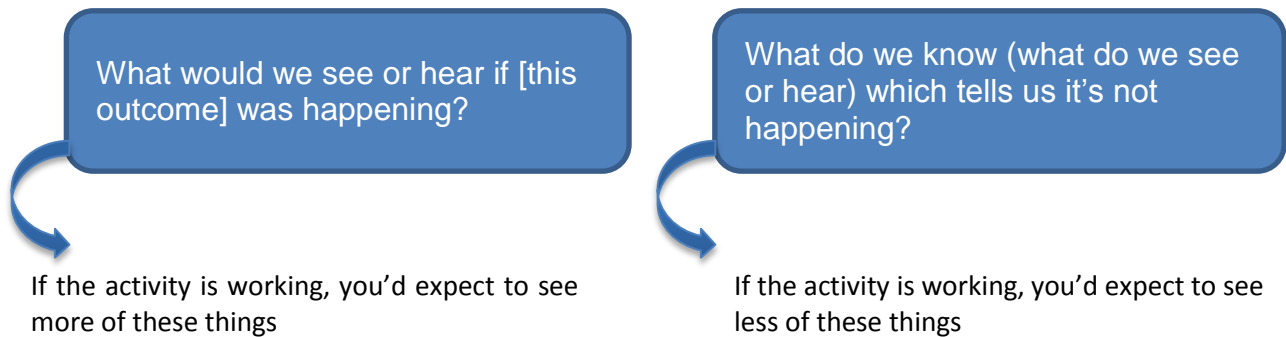 What would we see or hear if [this
outcome] was happening?
If the activity is working, you’d expect to see
more of these things
What do we know (what do we see
or hear) which tells us it’s not
happening?
If the activity is working, you’d expect to see
less of these things